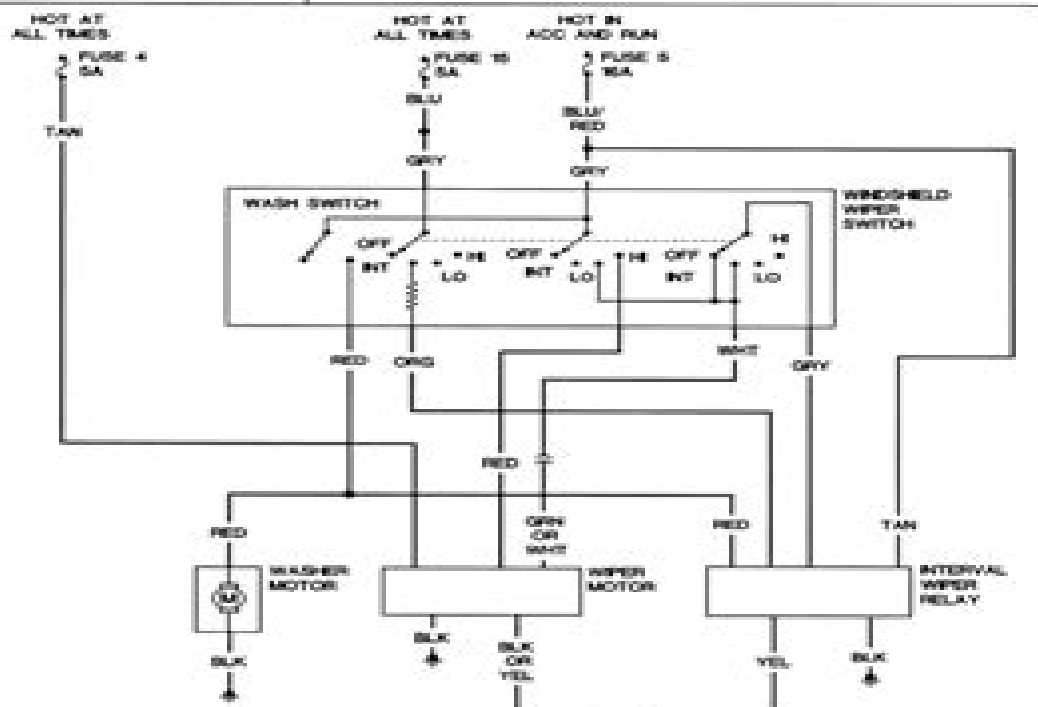 HOT AT
ALL TIMES
FUSE 4
5A
HOT AT
ALL TIMES
FUSE 15
5A
HOT IN
ACC AND RUN
FUSE 5
16A
BLU
BLU/
RED
TAN
GRY
GRY
WASH SWITCH
WINDSHIELD
WIPER
SWITCH
OFF
INT
LO
HI
OFF
INT
LO
HI
OFF
INT
LO
HI
RED
ORG
WHT
GRY
RED
RED
GRN/
OR
WHT
RED
TAN
WASHER
MOTOR
M
WIPER
MOTOR
INTERVAL
WIPER
RELAY
BLK
BLK
BLK
OR
YEL
YEL
BLK